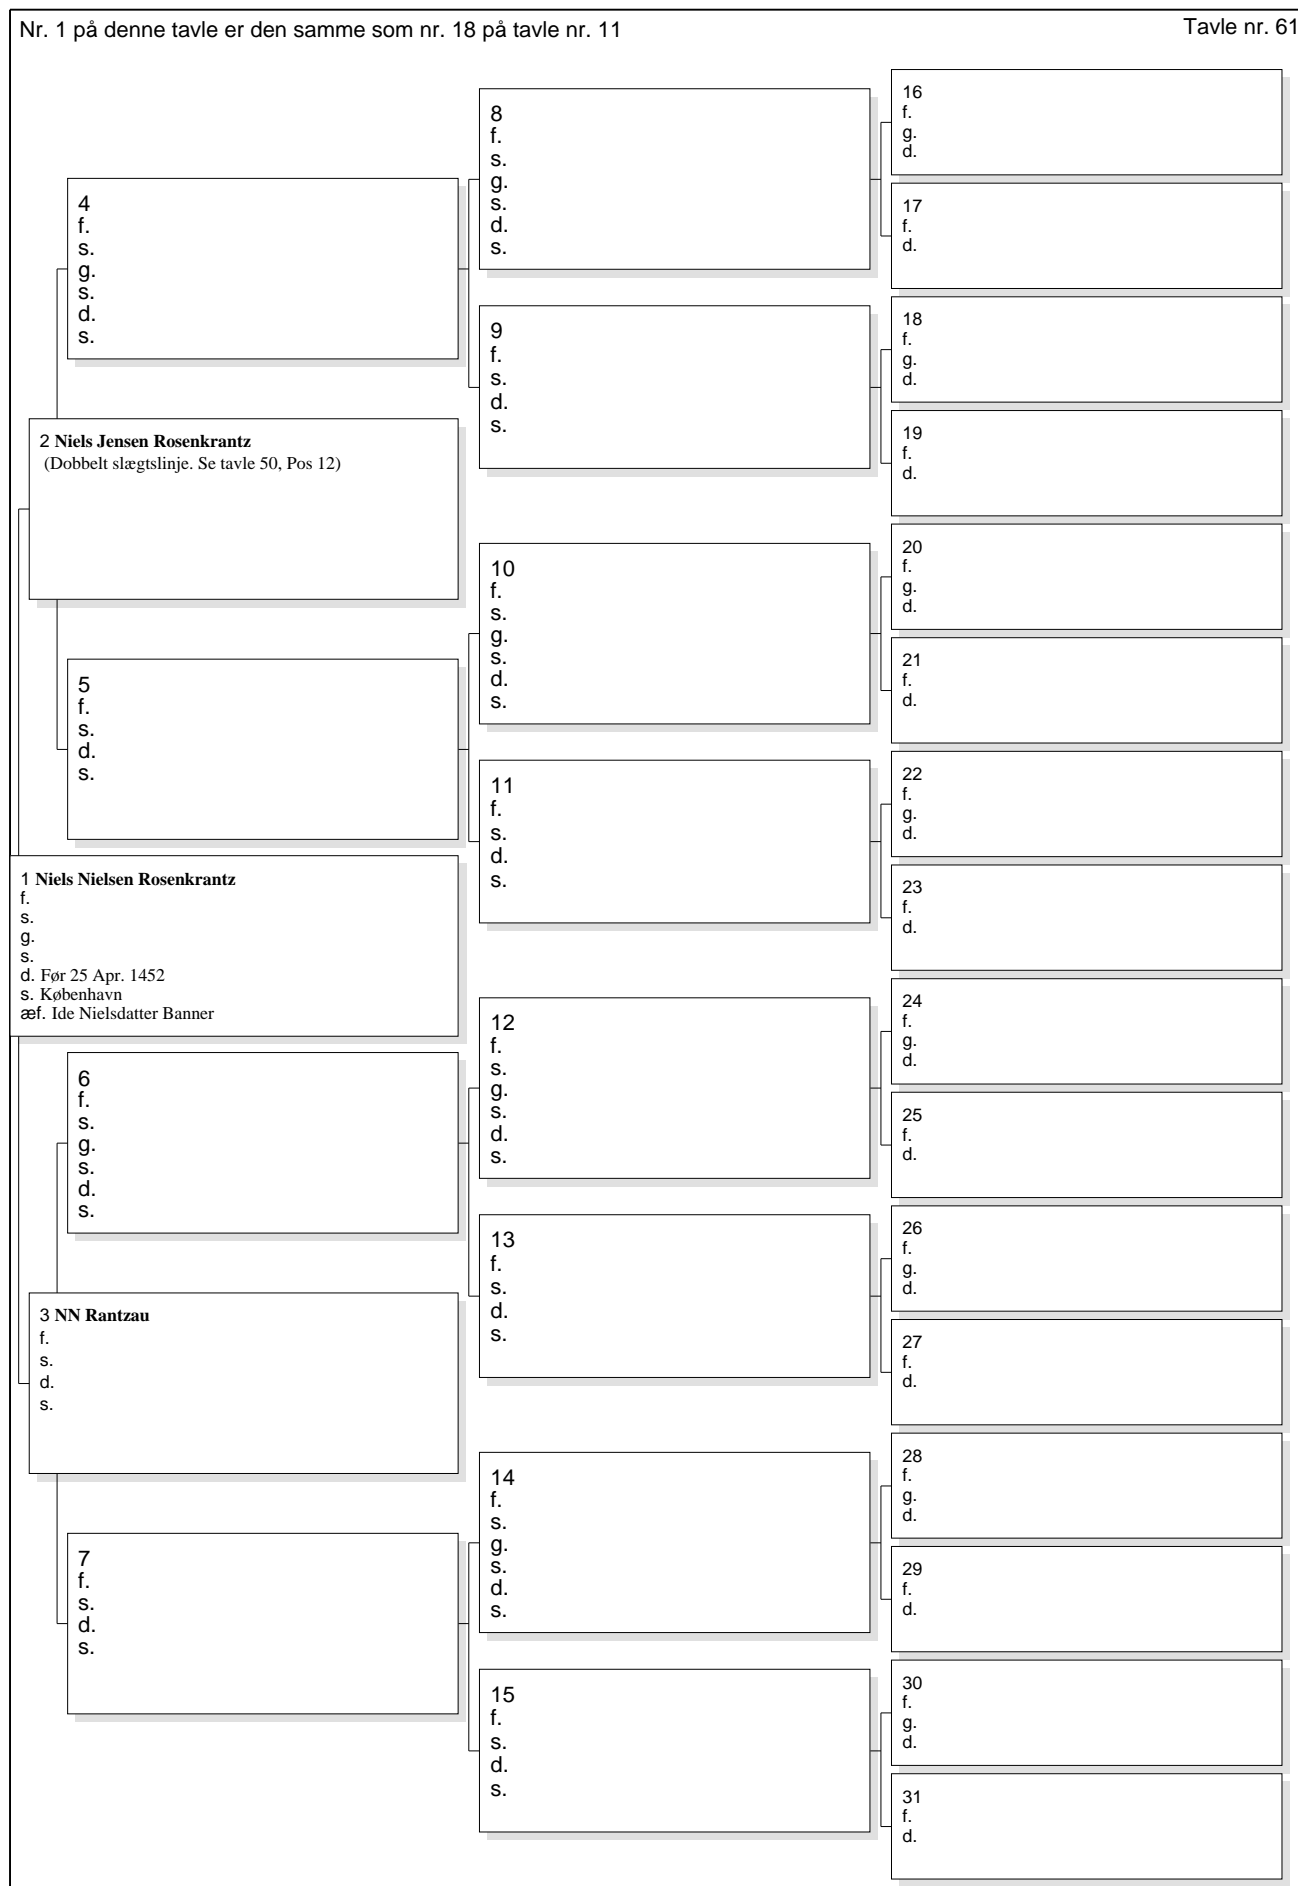 Nr. 1 på denne tavle er den samme som nr. 18 på tavle nr. 11
Tavle nr. 61
4
f.
s.
g.
s.
d.
s.
2 Niels Jensen Rosenkrantz
(Dobbelt slægtslinje. Se tavle 50, Pos 12)
5
f.
s.
d.
s.
1 Niels Nielsen Rosenkrantz
f.
s.
g.
s.
d. Før 25 Apr. 1452
s. København
æf. Ide Nielsdatter Banner
6
f.
s.
g.
s.
d.
s.
3 NN Rantzau
f.
s.
d.
s.
7
f.
s.
d.
s.
8
f.
s.
g.
s.
d.
s.
9
f.
s.
d.
s.
10
f.
s.
g.
s.
d.
s.
11
f.
s.
d.
s.
12
f.
s.
g.
s.
d.
s.
13
f.
s.
d.
s.
14
f.
s.
g.
s.
d.
s.
15
f.
s.
d.
s.
16
f.
g.
d.
17
f.
d.
18
f.
g.
d.
19
f.
d.
20
f.
g.
d.
21
f.
d.
22
f.
g.
d.
23
f.
d.
24
f.
g.
d.
25
f.
d.
26
f.
g.
d.
27
f.
d.
28
f.
g.
d.
29
f.
d.
30
f.
g.
d.
31
f.
d.